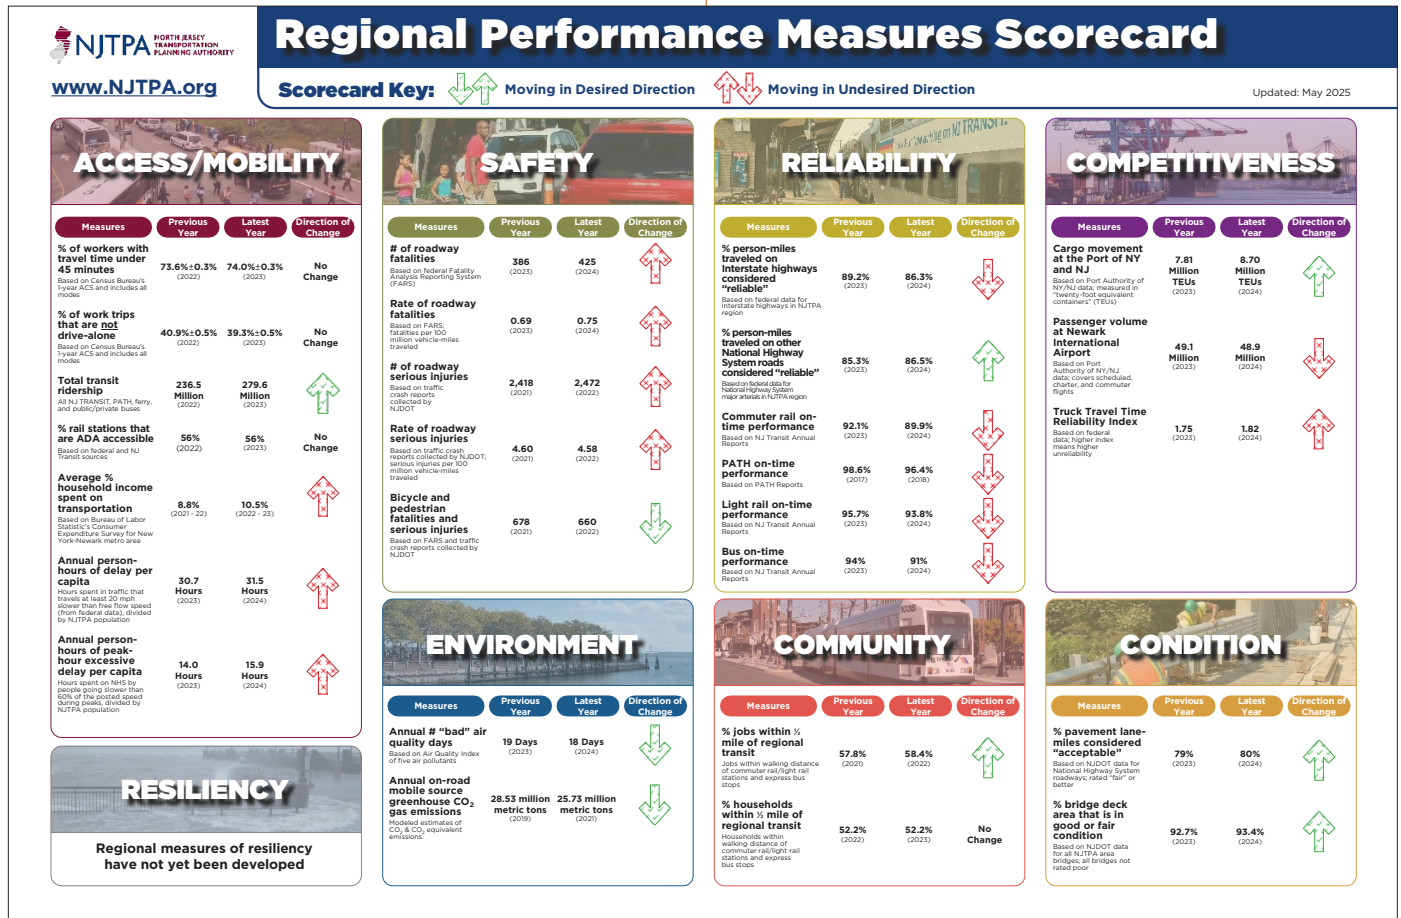 NJTPA
NORTH JERSEY
TRANSPORTATION
PLANNING AUTHORITY
www.NJTPA.org
Regional Performance Measures Scorecard
Scorecard Key: Moving in Desired Direction Moving in Undesired Direction
Updated: May 2025
ACCESS/MOBILITY
Measures Previous Year Latest Year Direction of Change
% of workers with
travel time under
45 minutes
Based on Census Bureau's
1-year ACS and includes all
modes
73.6%±0.3% 74.0%±0.3% No Change
(2022) (2023)
% of work trips
that are not
drive-alone
Based on Census Bureau's
1-year ACS and includes all
modes
40.9%±0.5% 39.3%±0.5% No Change
(2022) (2023)
Total transit
ridership
All NJ TRANSIT, PATH, ferry,
and public/private buses
236.5 Million 279.6 Million
(2022) (2023)
% rail stations that
are ADA accessible
Based on federal and NJ
Transit sources
56% 56% No Change
(2022) (2023)
Average %
household income
spent on
transportation
Based on Bureau of Labor
Statistic's Consumer
Expenditure Survey for New
York-Newark metro area
8.8% 10.5%
(2021 - 22) (2022 - 23)
Annual person-
hours of delay per
capita
Hours spent in traffic that
travels at least 20 mph
slower than free flow speed
(from federal data), divided
by NJTPA population
30.7 Hours 31.5 Hours
(2023) (2024)
Annual person-
hours of peak-
hour excessive
delay per capita
Hours spent on NHS by
people going slower than
60% of the posted speed
during peaks, divided by
NJTPA population
14.0 Hours 15.9 Hours
(2023) (2024)
RESILIENCY
Regional measures of resiliency
have not yet been developed
SAFETY
Measures Previous Year Latest Year Direction of Change
# of roadway
fatalities
Based on federal Fatality
Analysis Reporting System
(FARS)
386 425
(2023) (2024)
Rate of roadway
fatalities
Based on FARS;
fatalities per 100
million vehicle-miles
traveled
0.69 0.75
(2023) (2024)
# of roadway
serious injuries
Based on traffic
crash reports
collected by
NJDOT
2,418 2,472
(2021) (2022)
Rate of roadway
serious injuries
Based on traffic crash
reports collected by NJDOT;
serious injuries per 100
million vehicle-miles
traveled
4.60 4.58
(2021) (2022)
Bicycle and
pedestrian
fatalities and
serious injuries
Based on FARS and traffic
crash reports collected by
NJDOT
678 660
(2021) (2022)
ENVIRONMENT
Measures Previous Year Latest Year Direction of Change
Annual # “bad” air
quality days
Based on Air Quality Index
of five air pollutants
19 Days 18 Days
(2023) (2024)
Annual on-road
mobile source
greenhouse CO₂
gas emissions
Modeled estimates of
CO₂ & CO₂ equivalent
emissions.
28.53 million metric tons 25.73 million metric tons
(2019) (2021)
RELIABILITY
Measures Previous Year Latest Year Direction of Change
% person-miles
traveled on
Interstate highways
considered
“reliable”
Based on federal data for
Interstate highways in NJTPA
region
89.2% 86.3%
(2023) (2024)
% person-miles
traveled on other
National Highway
System roads
considered “reliable”
Based on federal data for
National Highway System
major arterials in NJTPA region
85.3% 86.5%
(2023) (2024)
Commuter rail on-
time performance
Based on NJ Transit Annual
Reports
92.1% 89.9%
(2023) (2024)
PATH on-time
performance
Based on PATH Reports
98.6% 96.4%
(2017) (2018)
Light rail on-time
performance
Based on NJ Transit Annual
Reports
95.7% 93.8%
(2023) (2024)
Bus on-time
performance
Based on NJ Transit Annual
Reports
94% 91%
(2023) (2024)
COMMUNITY
103B
Measures Previous Year Latest Year Direction of Change
% jobs within ½
mile of regional
transit
Jobs within walking distance
of commuter rail/light rail
stations and express bus
stops
57.8% 58.4%
(2021) (2022)
% households
within ½ mile of
regional transit
Households within
walking distance of
commuter rail/light rail
stations and express
bus stops
52.2% 52.2% No Change
(2022) (2023)
COMPETITIVENESS
Measures Previous Year Latest Year Direction of Change
Cargo movement
at the Port of NY
and NJ
Based on Port Authority of
NY/NJ data; measured in
“twenty-foot equivalent
containers” (TEUs)
7.81 Million TEUs 8.70 Million TEUs
(2023) (2024)
Passenger volume
at Newark
International
Airport
Based on Port
Authority of NY/NJ
data; covers scheduled,
charter, and commuter
flights
49.1 Million 48.9 Million
(2023) (2024)
Truck Travel Time
Reliability Index
Based on federal
data; higher index
means higher
unreliability
1.75 1.82
(2023) (2024)
CONDITION
Measures Previous Year Latest Year Direction of Change
% pavement lane-
miles considered
“acceptable”
Based on NJDOT data for
National Highway System
roadways; rated “fair” or
better
79% 80%
(2023) (2024)
% bridge deck
area that is in
good or fair
condition
Based on NJDOT data
for all NJTPA area
bridges; all bridges not
rated poor
92.7% 93.4%
(2023) (2024)